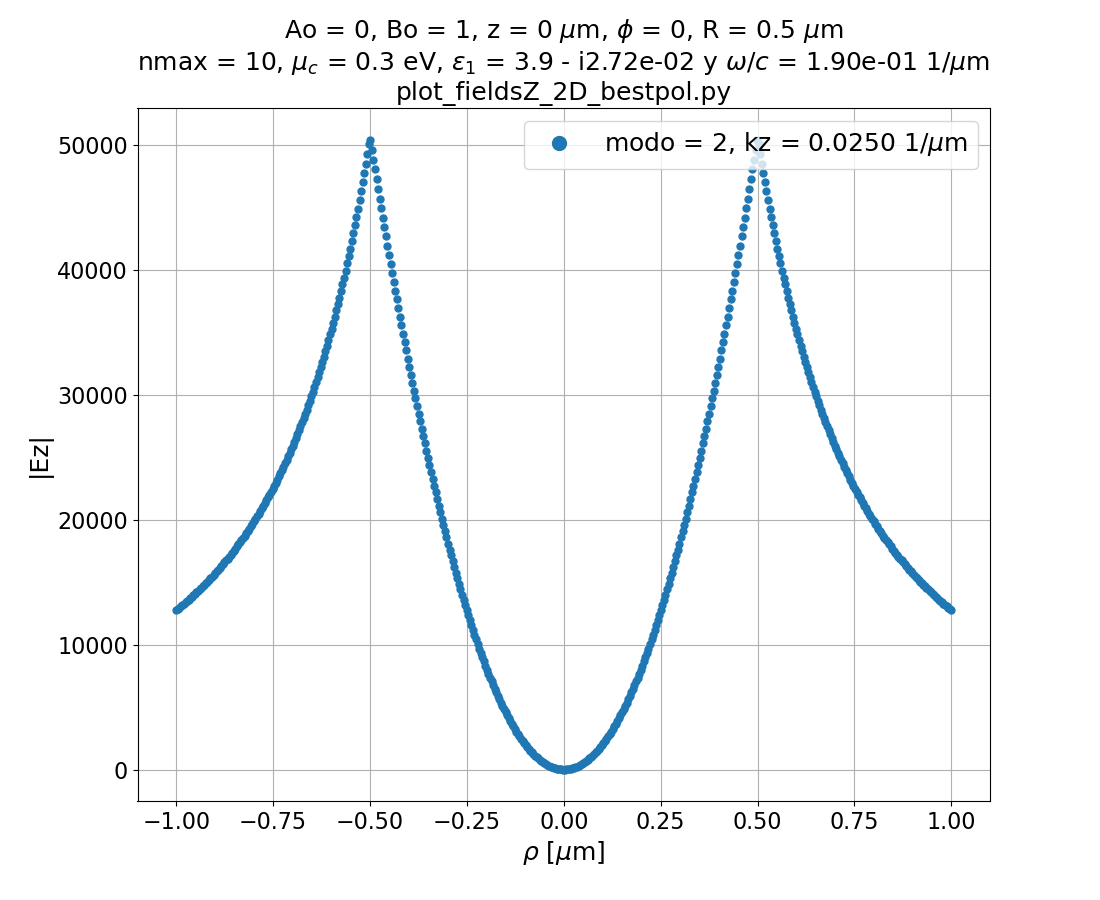 Ao = 0, Bo = 1, z = 0 μm, ϕ = 0, R = 0.5 μm
nmax = 10, μc = 0.3 eV, ε1 = 3.9 - i2.72e-02 y ω/c = 1.90e-01 1/μm
plot_fieldsZ_2D_bestpol.py
modo = 2, kz = 0.0250 1/μm
50000
40000
30000
20000
10000
0
|Ez|
−1.00 −0.75 −0.50 −0.25 0.00 0.25 0.50 0.75 1.00
ρ [μm]